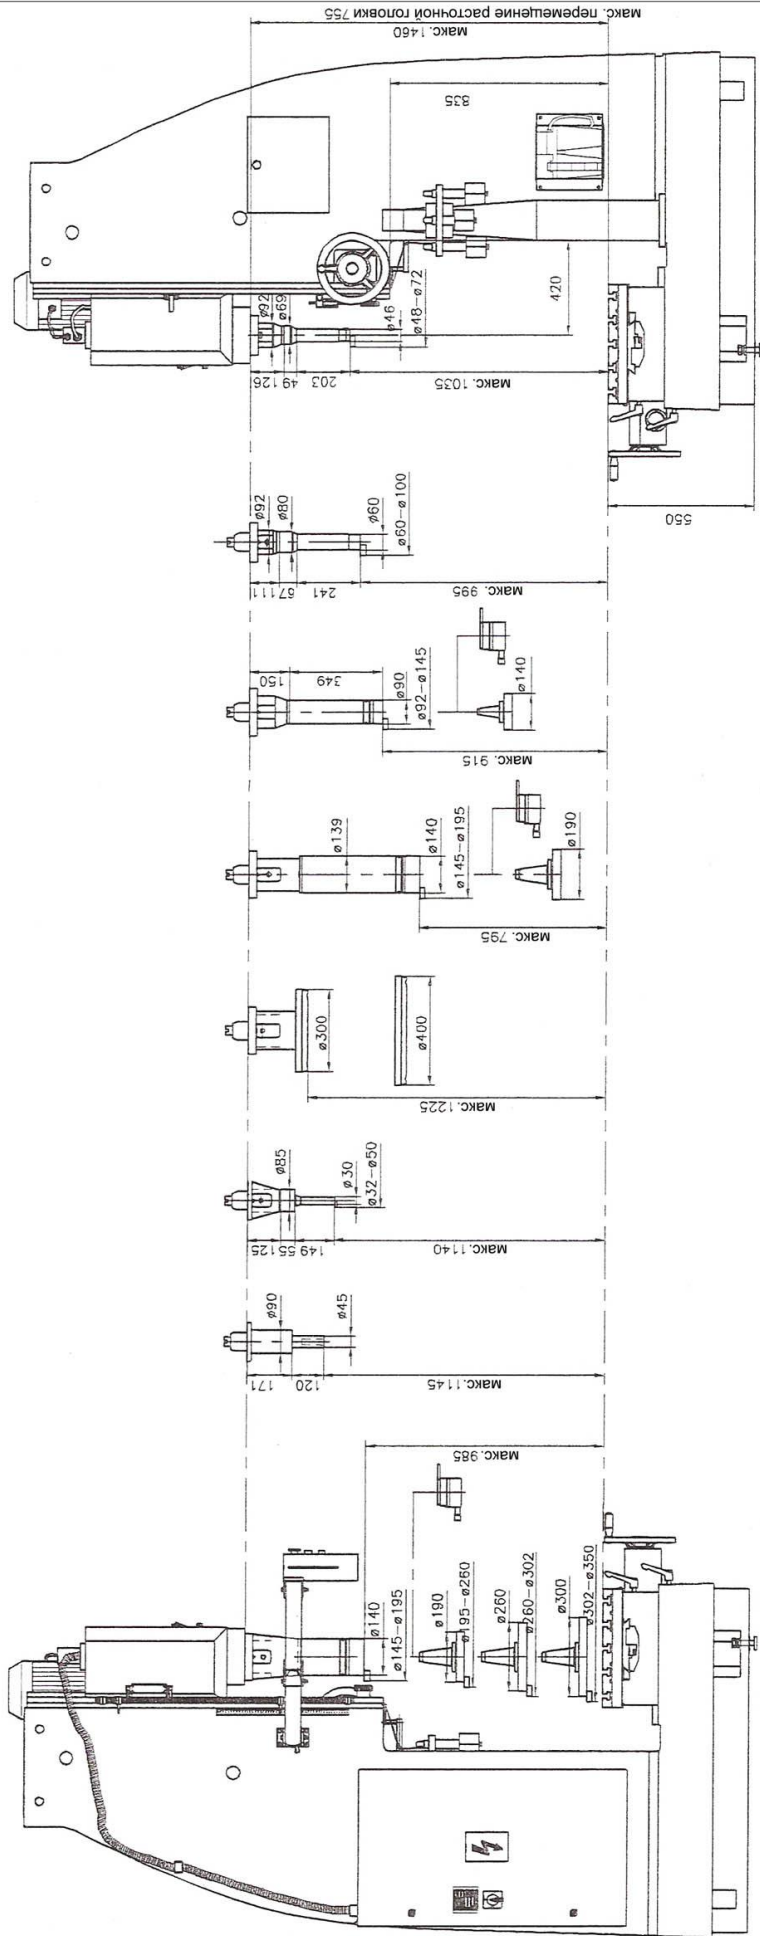 макс. перемещение расточной головки 755
макс.1460
835
ø92
ø69
ø46
ø48-ø72
420
126
49
203
макс.1035
550
ø92
ø80
ø60
ø60-ø100
111
67
241
макс.995
150
349
ø90
ø92-ø145
ø140
макс.915
ø139
ø140
ø145-ø195
ø190
макс.795
ø300
ø400
макс.1225
ø85
ø30
ø32-ø50
125
55
149
макс.1140
ø90
ø45
171
120
макс.1145
макс.985
ø140
ø145-ø195
ø190
ø195-ø260
ø260
ø260-ø302
ø300
ø302-ø350